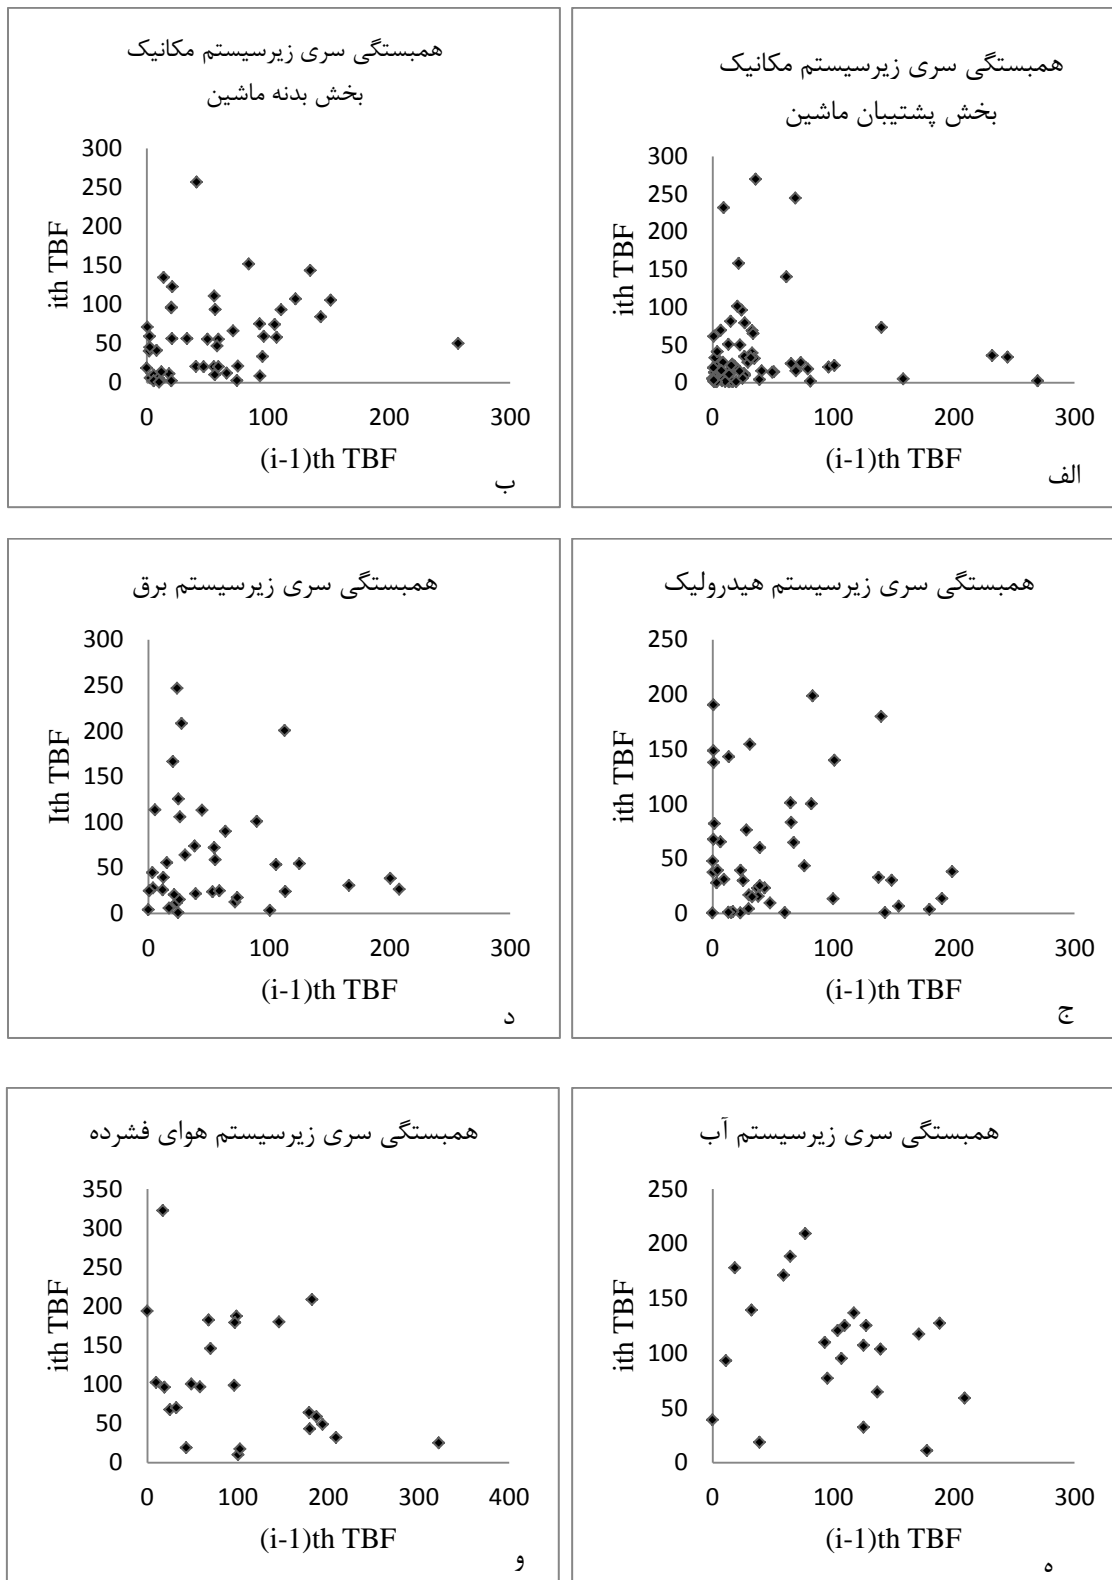 همبستگی سری زیرسیستم مکانیک
بخش پشتیبان ماشین
300
250
200
150
100
50
0
0 100 200 300
ith TBF
(i-1)th TBF
الف
همبستگی سری زیرسیستم مکانیک
بخش بدنه ماشین
300
250
200
150
100
50
0
0 100 200 300
ith TBF
(i-1)th TBF
ب
همبستگی سری زیرسیستم هیدرولیک
250
200
150
100
50
0
0 100 200 300
ith TBF
(i-1)th TBF
ج
همبستگی سری زیرسیستم برق
300
250
200
150
100
50
0
0 100 200 300
Ith TBF
(i-1)th TBF
د
همبستگی سری زیرسیستم آب
250
200
150
100
50
0
0 100 200 300
ith TBF
(i-1)th TBF
ه
همبستگی سری زیرسیستم هوای فشرده
350
300
250
200
150
100
50
0
0 100 200 300 400
ith TBF
(i-1)th TBF
و